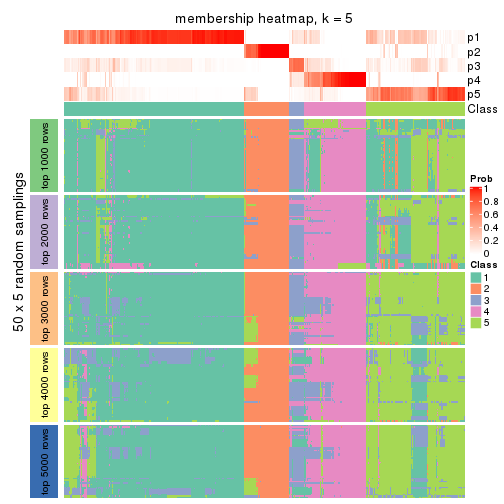 membership heatmap, k = 5
p1
p2
p3
p4
p5
Class
50 x 5 random samplings
top 1000 rows
top 2000 rows
top 3000 rows
top 4000 rows
top 5000 rows
Prob
1
0.8
0.6
0.4
0.2
0
Class
1
2
3
4
5